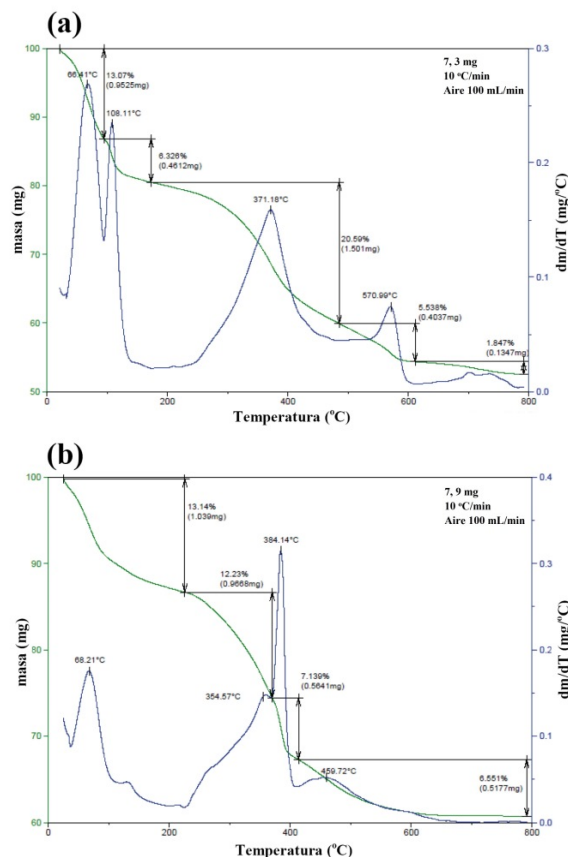 (a)
7, 3 mg
10 ºC/min
Aire 100 mL/min
66.41°C
13.07%
(0.9525mg)
108.11°C
6.326%
(0.4612mg)
371.18°C
20.59%
(1.501mg)
570.99°C
5.538%
(0.4037mg)
1.847%
(0.1347mg)
masa (mg)
100
90
80
70
60
50
dm/dT (mg/ºC)
0.3
0.2
0.1
0.0
0
200
400
600
800
Temperatura (ºC)
(b)
7, 9 mg
10 ºC/min
Aire 100 mL/min
13.14%
(1.039mg)
384.14°C
12.23%
(0.9668mg)
68.21°C
354.57°C
7.139%
(0.5641mg)
459.72°C
6.551%
(0.5177mg)
masa (mg)
100
90
80
70
60
dm/dT (mg/ºC)
0.4
0.3
0.2
0.1
0.0
0
200
400
600
800
Temperatura (ºC)